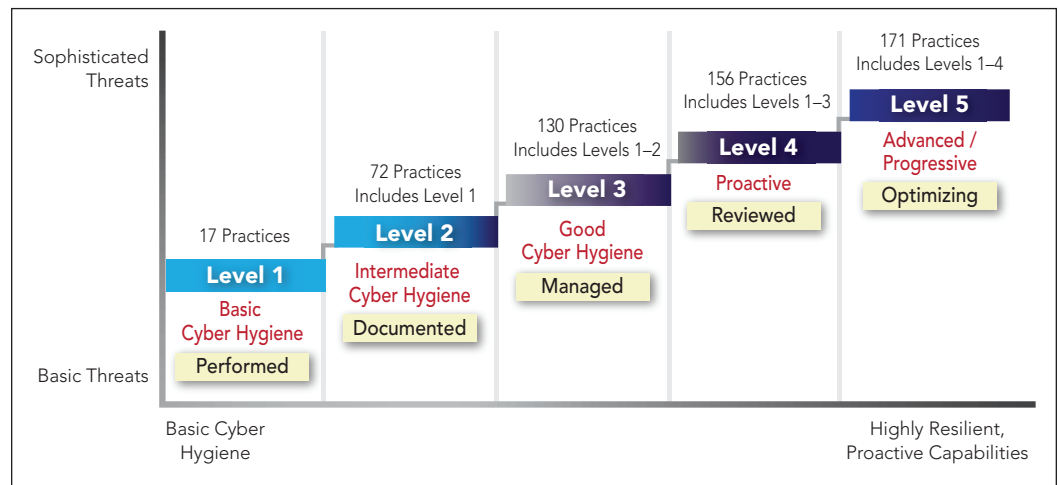 Sophisticated
Threats
Basic Threats
17 Practices
Level 1
Basic
Cyber Hygiene
Performed
72 Practices
Includes Level 1
Level 2
Intermediate
Cyber Hygiene
Documented
130 Practices
Includes Levels 1–2
Level 3
Good
Cyber Hygiene
Managed
156 Practices
Includes Levels 1–3
Level 4
Proactive
Reviewed
171 Practices
Includes Levels 1–4
Level 5
Advanced /
Progressive
Optimizing
Basic Cyber
Hygiene
Highly Resilient,
Proactive Capabilities